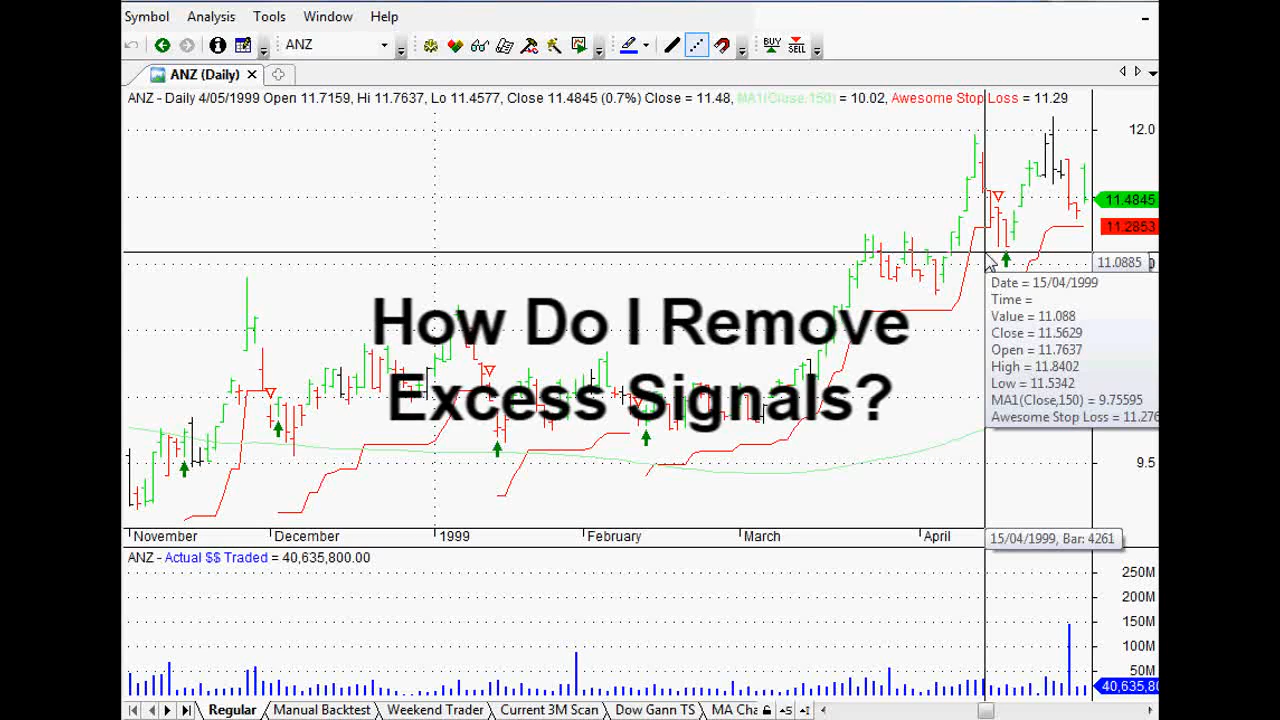 Symbol Analysis Tools Window Help
ANZ
BUY SELL
ANZ (Daily)
ANZ - Daily 4/05/1999 Open 11.7159, Hi 11.7637, Lo 11.4577, Close 11.4845 (0.7%) Close = 11.48, MA1(Close,150) = 10.02, Awesome Stop Loss = 11.29
12.0
11.4845
11.2853
11.0885
Date = 15/04/1999
Time =
Value = 11.088
Close = 11.5629
Open = 11.7637
High = 11.8402
Low = 11.5342
MA1(Close,150) = 9.75595
Awesome Stop Loss = 11.276
How Do I Remove
Excess Signals?
9.5
November December 1999 February March April
15/04/1999, Bar: 4261
ANZ - Actual $$ Traded = 40,635,800.00
250M
200M
150M
100M
50M
40,635,80
Regular Manual Backtest Weekend Trader Current 3M Scan Dow Gann TS MA Cha